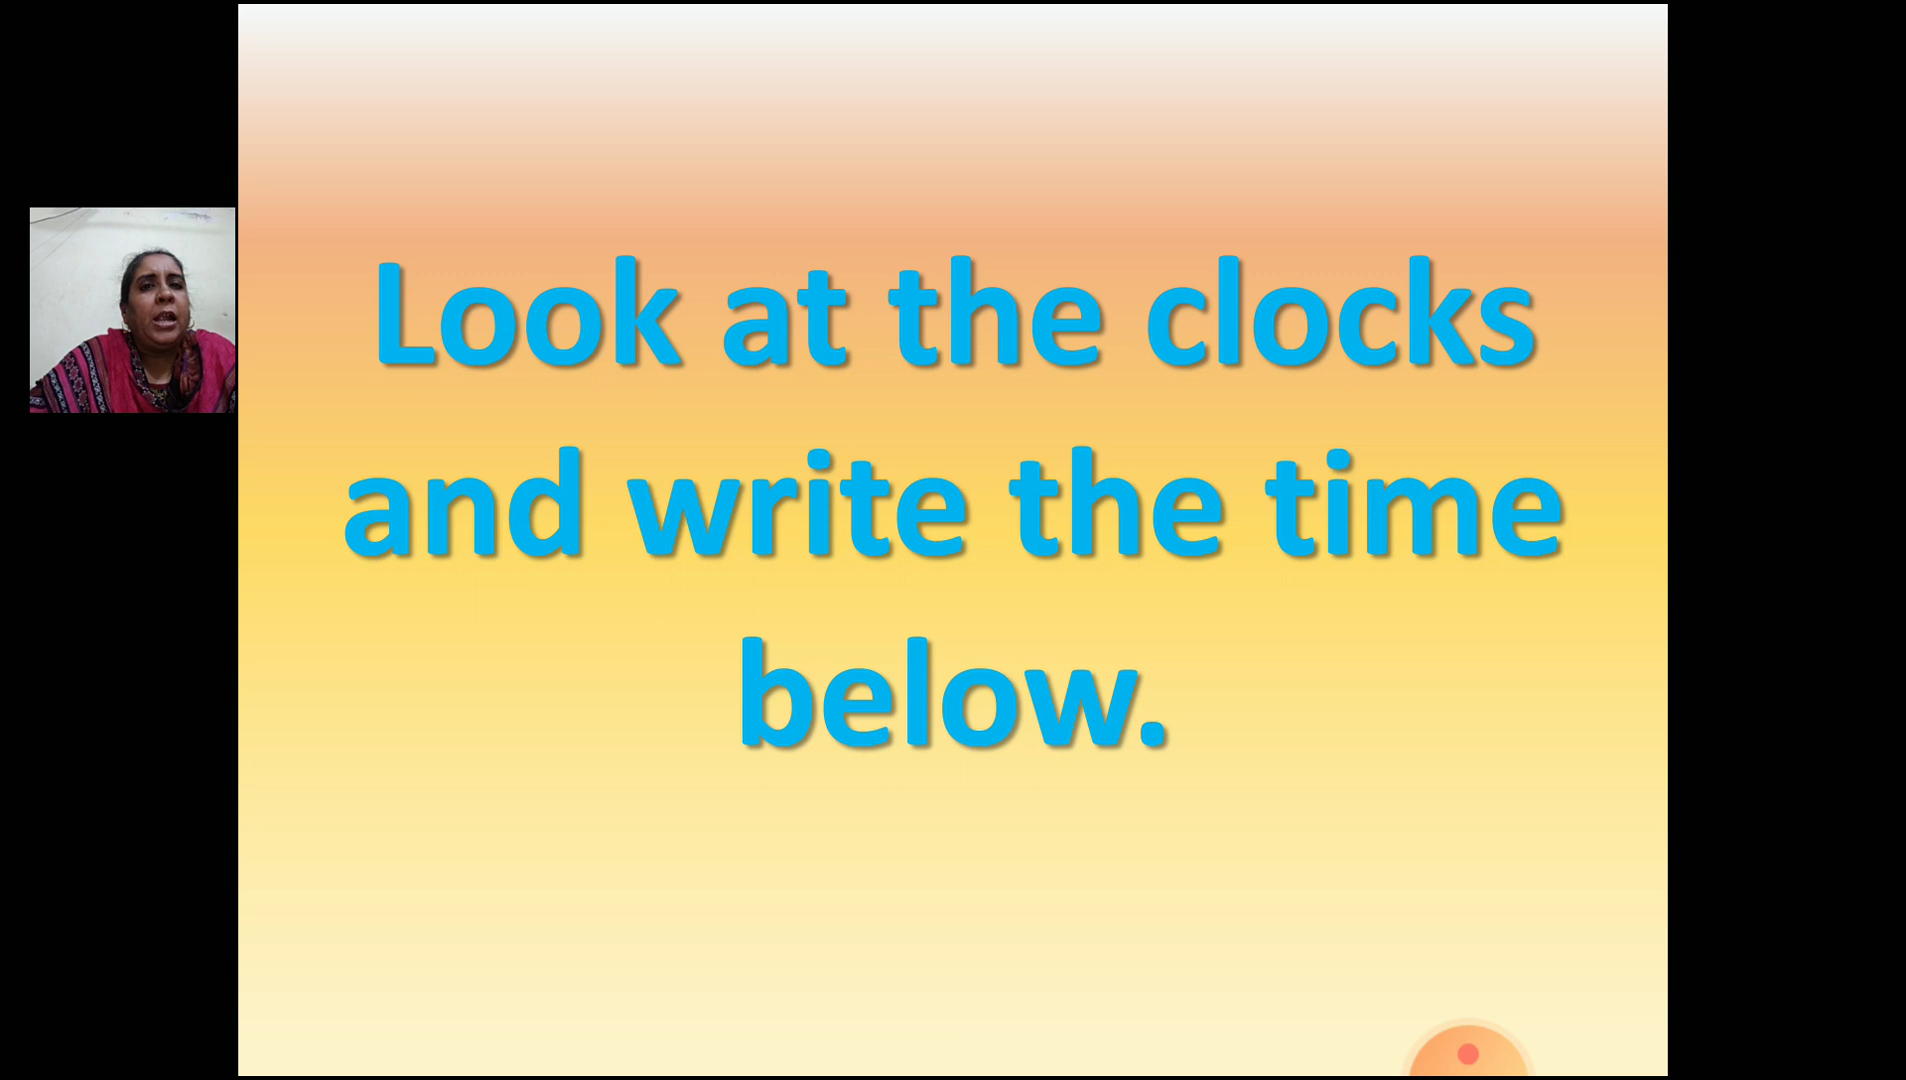 Look at the clocks
and write the time
below.